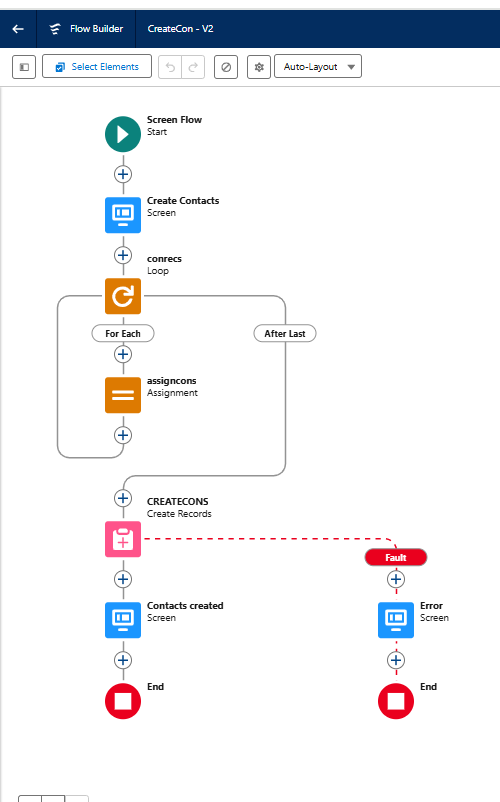 Flow Builder
CreateCon - V2
Select Elements
Auto-Layout
Screen Flow
Start
Create Contacts
Screen
conrecs
Loop
For Each
After Last
assigncons
Assignment
CREATECONS
Create Records
Fault
Contacts created
Screen
Error
Screen
End
End